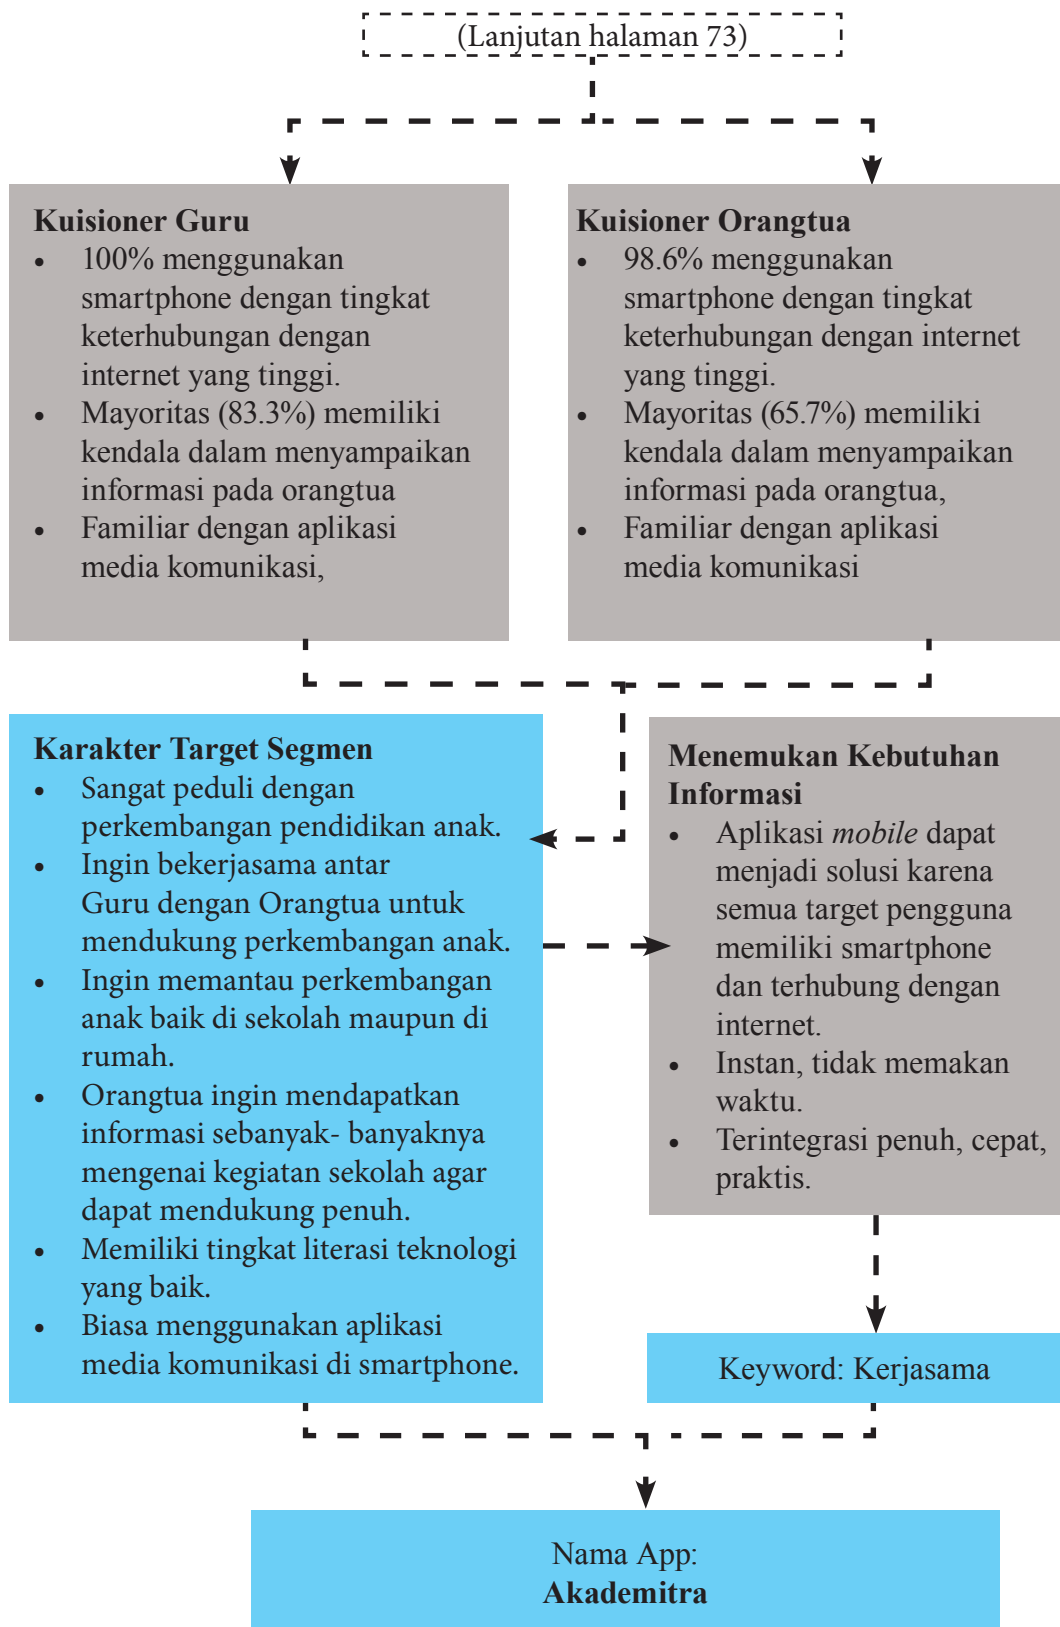 (Lanjutan halaman 73)
Kuisioner Guru
• 100% menggunakan
smartphone dengan tingkat
keterhubungan dengan
internet yang tinggi.
• Mayoritas (83.3%) memiliki
kendala dalam menyampaikan
informasi pada orangtua
• Familiar dengan aplikasi
media komunikasi,
Kuisioner Orangtua
• 98.6% menggunakan
smartphone dengan tingkat
keterhubungan dengan internet
yang tinggi.
• Mayoritas (65.7%) memiliki
kendala dalam menyampaikan
informasi pada orangtua,
• Familiar dengan aplikasi
media komunikasi
Karakter Target Segmen
• Sangat peduli dengan
perkembangan pendidikan anak.
• Ingin bekerjasama antar
Guru dengan Orangtua untuk
mendukung perkembangan anak.
• Ingin memantau perkembangan
anak baik di sekolah maupun di
rumah.
• Orangtua ingin mendapatkan
informasi sebanyak- banyaknya
mengenai kegiatan sekolah agar
dapat mendukung penuh.
• Memiliki tingkat literasi teknologi
yang baik.
• Biasa menggunakan aplikasi
media komunikasi di smartphone.
Menemukan Kebutuhan
Informasi
• Aplikasi mobile dapat
menjadi solusi karena
semua target pengguna
memiliki smartphone
dan terhubung dengan
internet.
• Instan, tidak memakan
waktu.
• Terintegrasi penuh, cepat,
praktis.
Keyword: Kerjasama
Nama App:
Akademitra